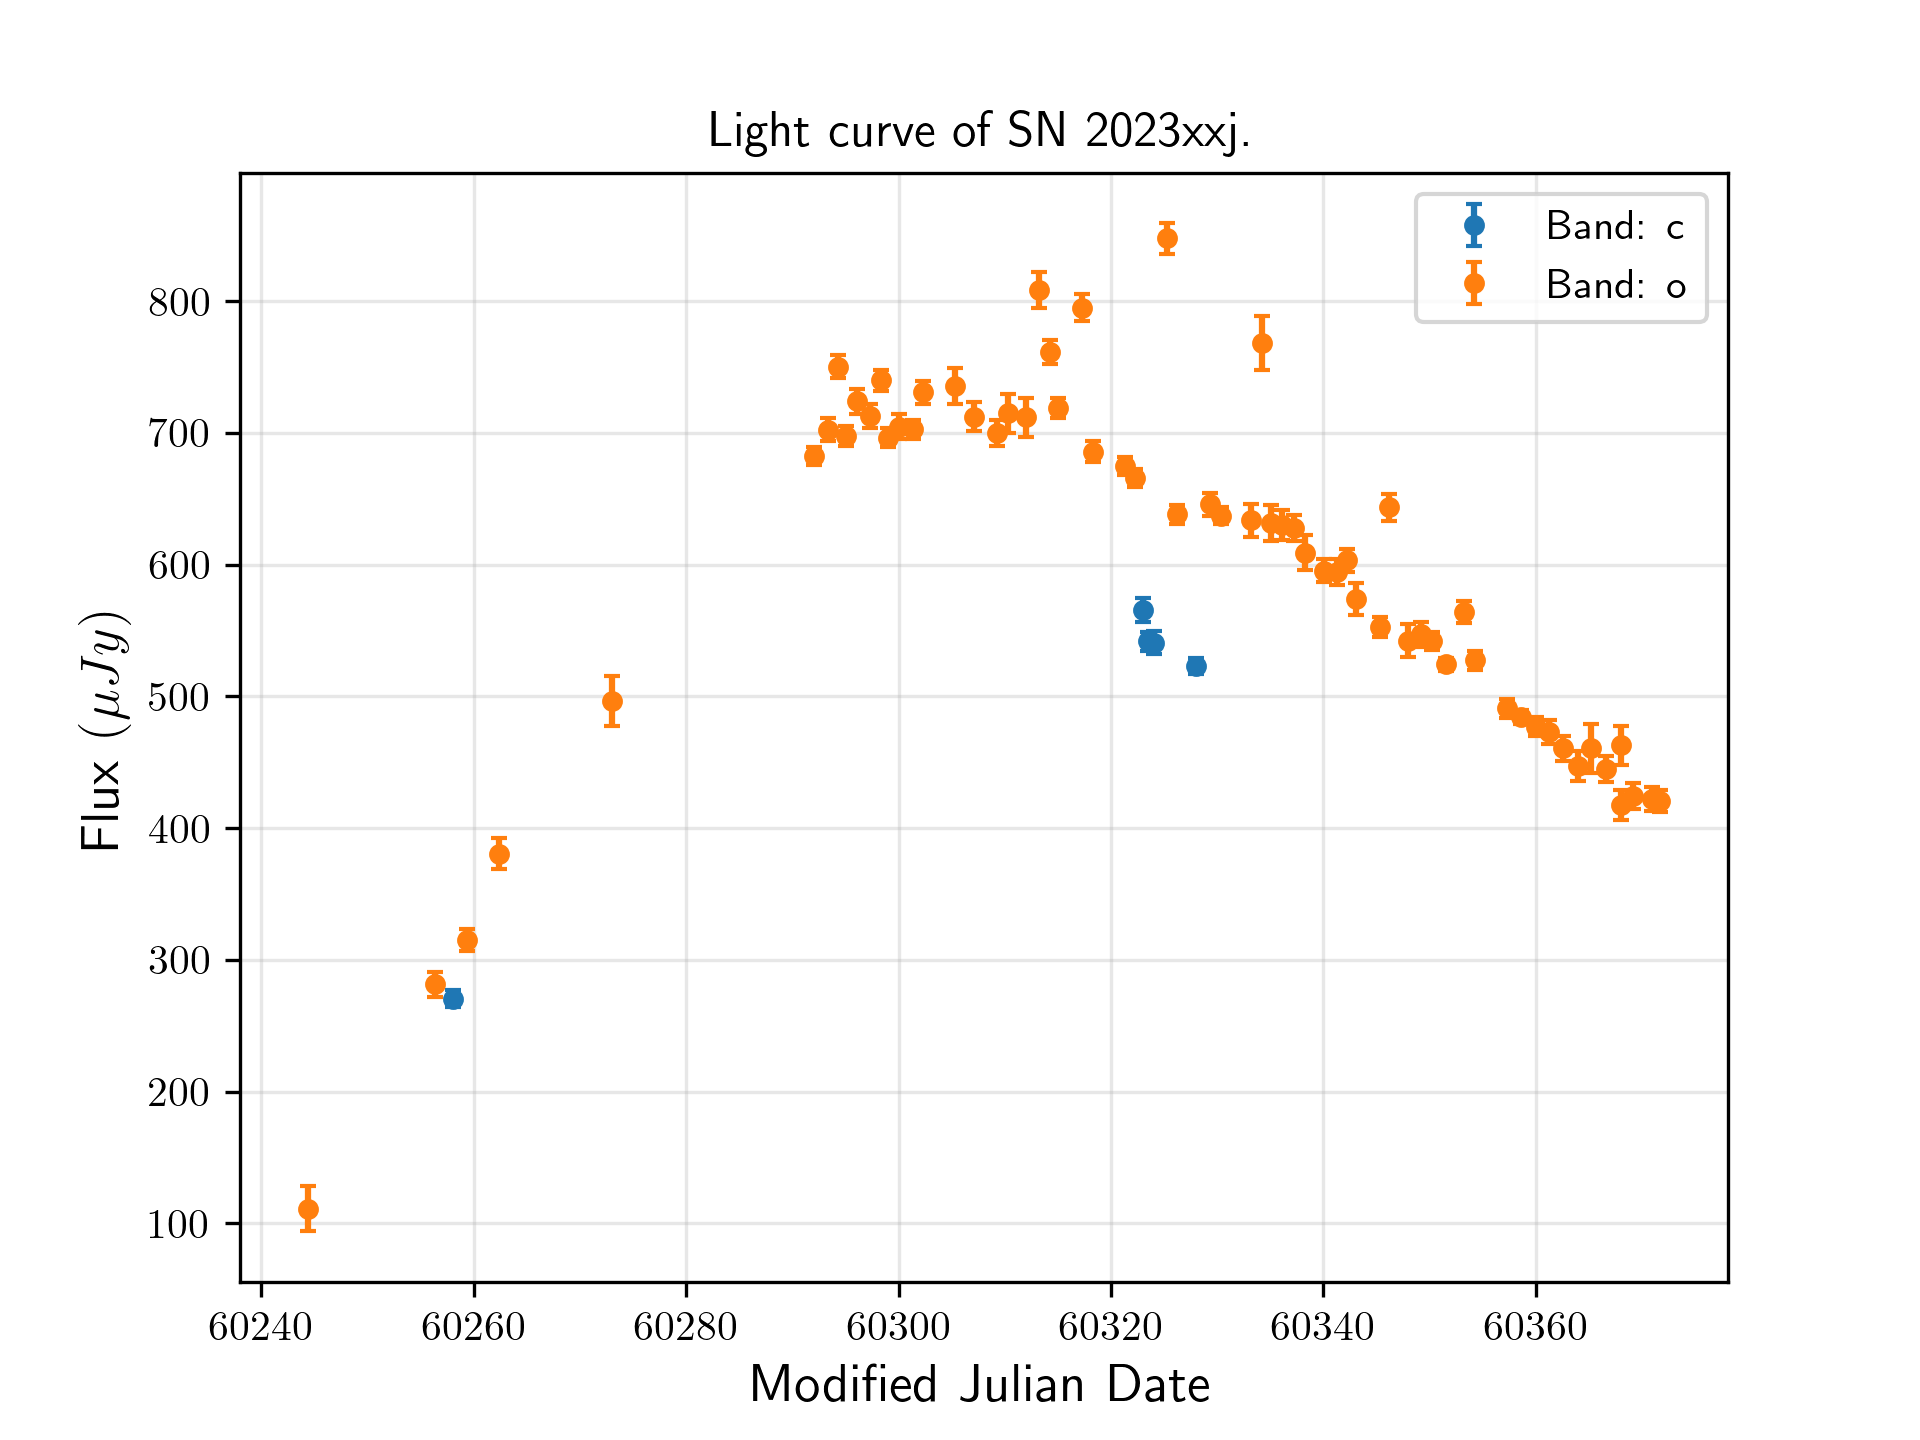 Light curve of SN 2023xxj.
Band: c
Band: o
800
700
600
500
400
300
200
100
Flux (μJy)
60240 60260 60280 60300 60320 60340 60360
Modified Julian Date